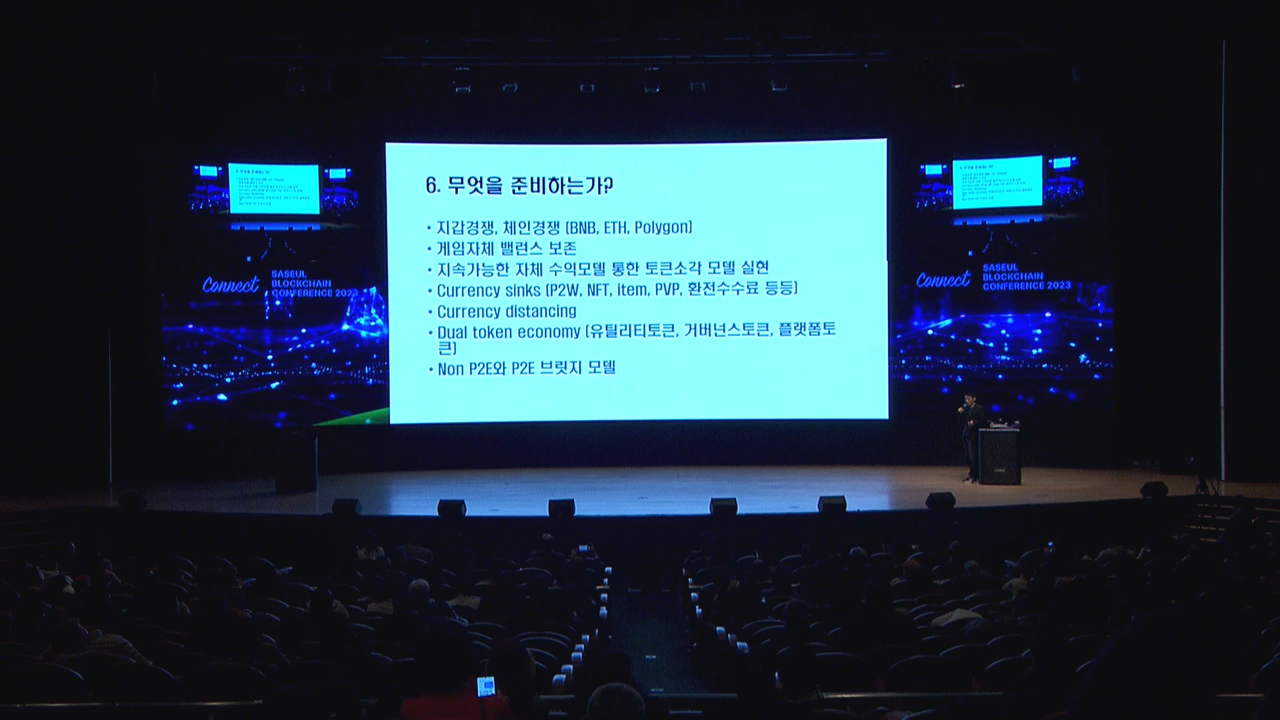 6. 무엇을 준비하는가?
• 지갑경쟁, 체인경쟁 (BNB, ETH, Polygon)
• 게임자체 밸런스 보존
• 지속가능한 자체 수익모델 통한 토큰소각 모델 실현
• Currency sinks (P2W, NFT, item, PVP, 환전수수료 등등)
• Currency distancing
• Dual token economy (유틸리티토큰, 거버넌스토큰, 플랫폼토
큰)
• Non P2E와 P2E 브릿지 모델
Connect
SASEUL
BLOCKCHAIN
CONFERENCE 2023
Connect
SASEUL
BLOCKCHAIN
CONFERENCE 2023
Connect